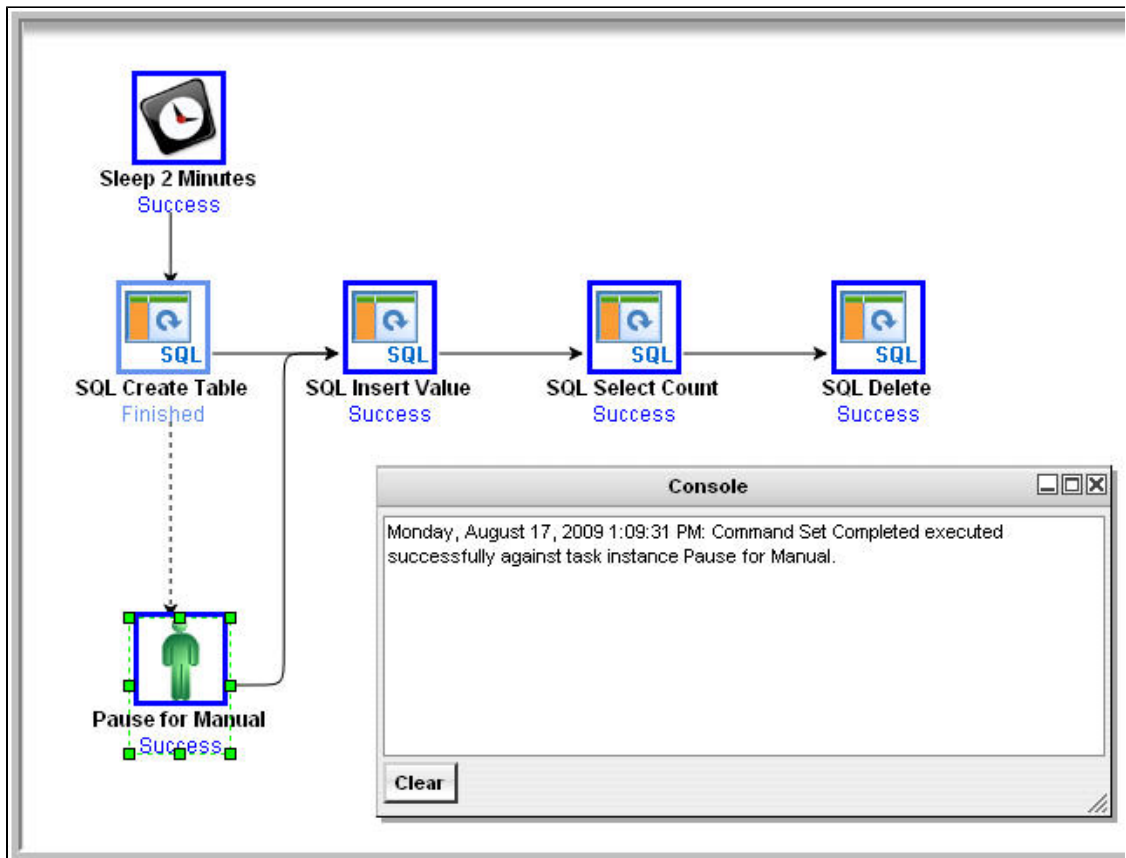 Sleep 2 Minutes
Success
SQL
SQL
SQL
SQL
SQL Create Table
SQL Insert Value
SQL Select Count
SQL Delete
Finished
Success
Success
Success
Console
Monday, August 17, 2009 1:09:31 PM: Command Set Completed executed
successfully against task instance Pause for Manual.
Pause for Manual
Success
Clear